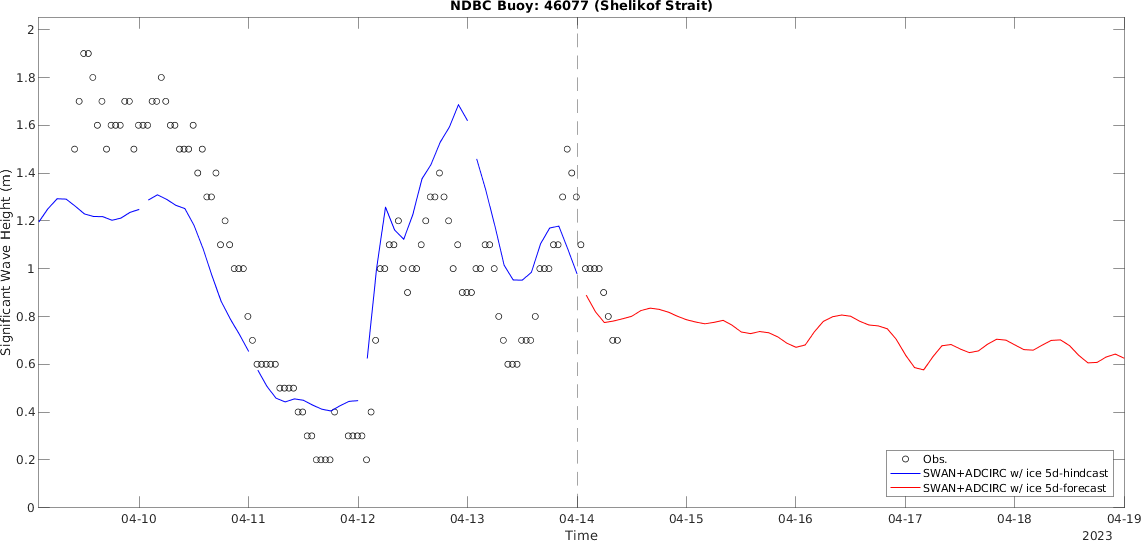 NDBC Buoy: 46077 (Shelikof Strait)
2
1.8
1.6
1.4
1.2
1
0.8
0.6
0.4
0.2
0
Significant Wave Height (m)
Obs.
SWAN+ADCIRC w/ ice 5d-hindcast
SWAN+ADCIRC w/ ice 5d-forecast
04-10 04-11 04-12 04-13 04-14 04-15 04-16 04-17 04-18 04-19
Time
2023